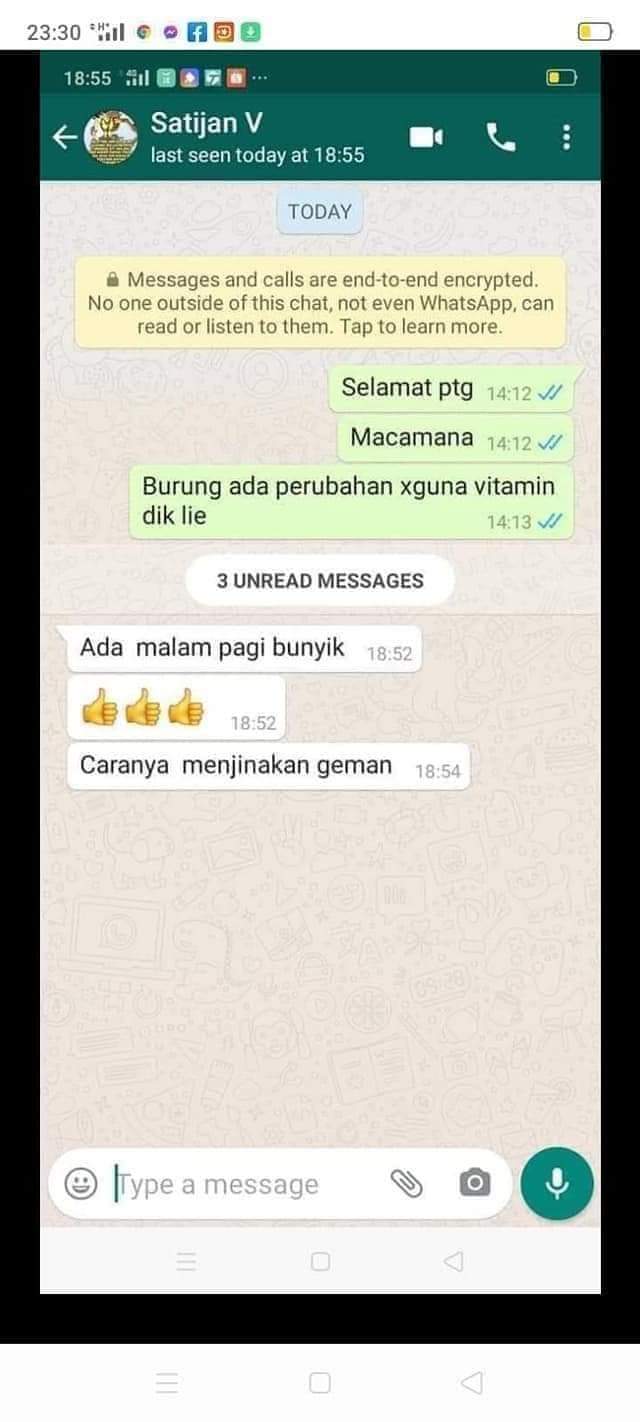 23:30
18:55
Satijan V
last seen today at 18:55
TODAY
Messages and calls are end-to-end encrypted.
No one outside of this chat, not even WhatsApp, can
read or listen to them. Tap to learn more.
Selamat ptg 14:12
Macamana 14:12
Burung ada perubahan xguna vitamin
dik lie
14:13
3 UNREAD MESSAGES
Ada malam pagi bunyik 18:52
👍👍👍 18:52
Caranya menjinakan geman 18:54
Type a message